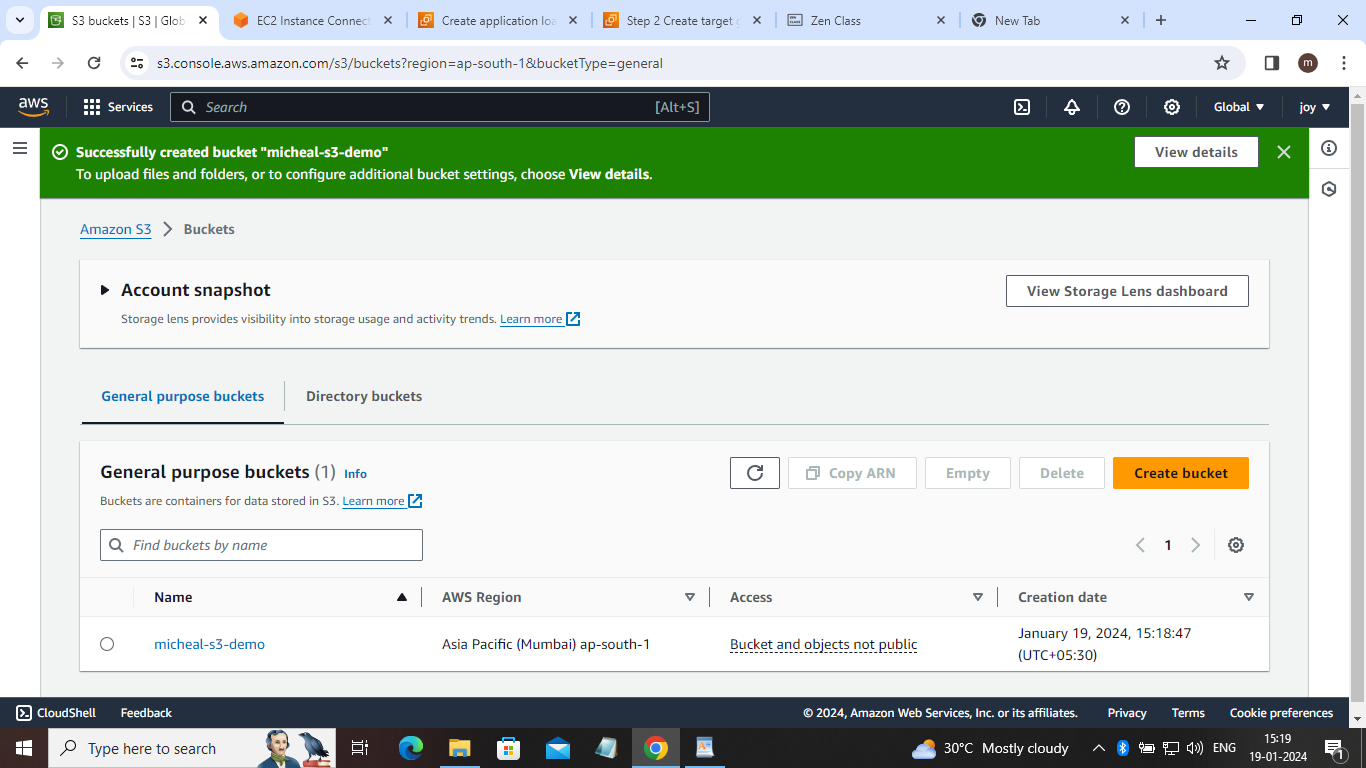 S3 buckets | S3 | Glob
EC2 Instance Connect
Create application loa
Step 2 Create target g
Zen Class
New Tab
s3.console.aws.amazon.com/s3/buckets?region=ap-south-1&bucketType=general
m
aws
Services
Search
[Alt+S]
Global
joy
Successfully created bucket "micheal-s3-demo"
To upload files and folders, or to configure additional bucket settings, choose View details.
View details
Amazon S3
Buckets
Account snapshot
Storage lens provides visibility into storage usage and activity trends. Learn more
View Storage Lens dashboard
General purpose buckets
Directory buckets
General purpose buckets (1) Info
Buckets are containers for data stored in S3. Learn more
Copy ARN
Empty
Delete
Create bucket
Find buckets by name
1
Name
AWS Region
Access
Creation date
micheal-s3-demo
Asia Pacific (Mumbai) ap-south-1
Bucket and objects not public
January 19, 2024, 15:18:47
(UTC+05:30)
CloudShell
Feedback
© 2024, Amazon Web Services, Inc. or its affiliates.
Privacy
Terms
Cookie preferences
Type here to search
30°C Mostly cloudy
ENG
15:19
19-01-2024
1